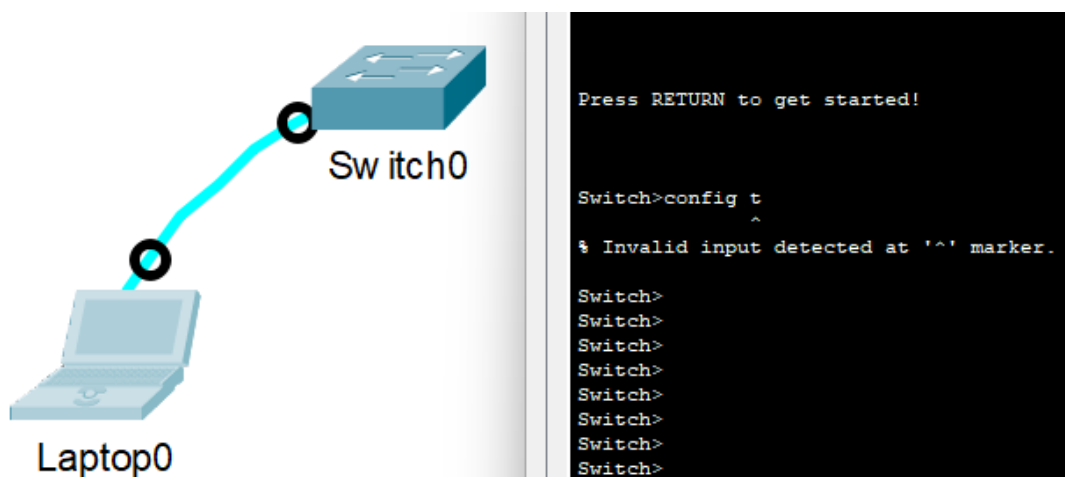 Switch0
Laptop0
Press RETURN to get started!
Switch>config t
^
% Invalid input detected at '^' marker.
Switch>
Switch>
Switch>
Switch>
Switch>
Switch>
Switch>
Switch>